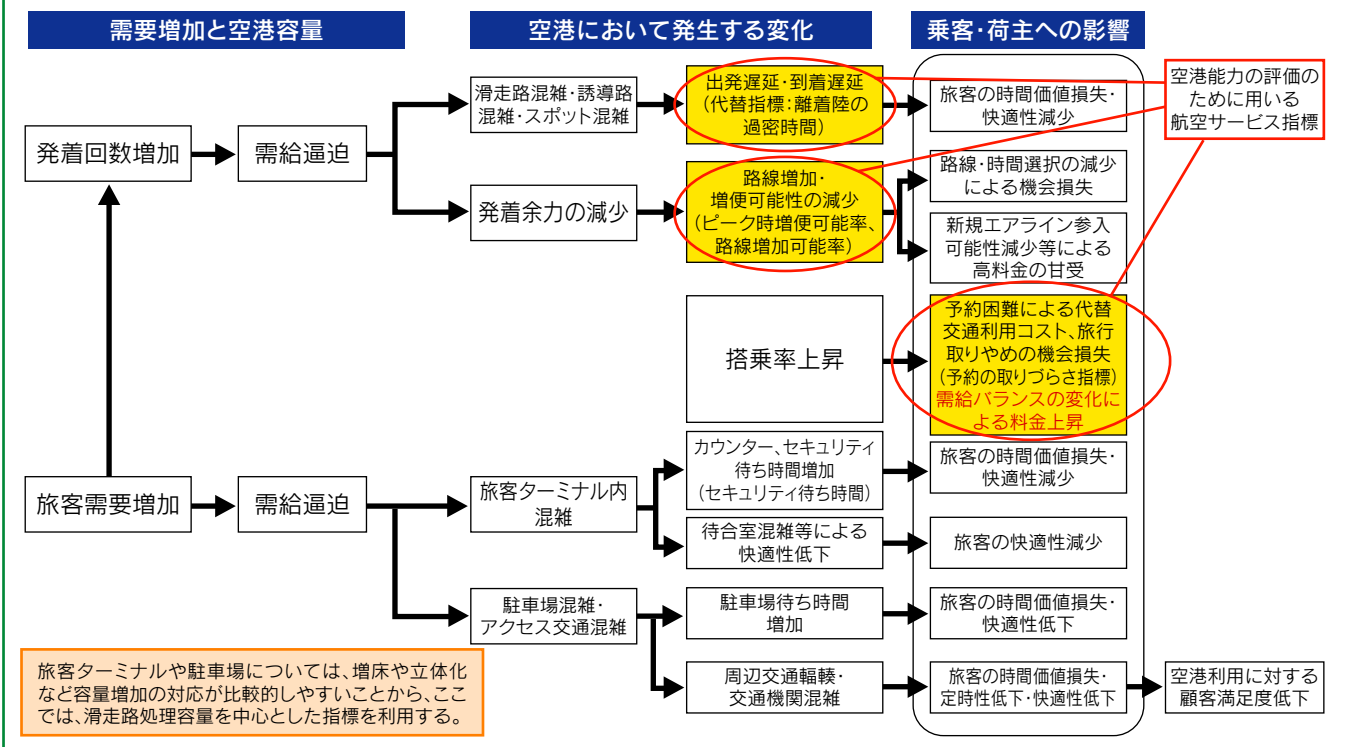 需要増加と空港容量
空港において発生する変化
乗客・荷主への影響
発着回数増加
需給逼迫
滑走路混雑・誘導路
混雑・スポット混雑
出発遅延・到着遅延
(代替指標:離着陸の
過密時間)
旅客の時間価値損失・
快適性減少
空港能力の評価の
ために用いる
航空サービス指標
発着余力の減少
路線増加・
増便可能性の減少
(ピーク時増便可能率、
路線増加可能率)
路線・時間選択の減少
による機会損失
新規エアライン参入
可能性減少等による
高料金の甘受
搭乗率上昇
予約困難による代替
交通利用コスト、旅行
取りやめの機会損失
(予約の取りづらさ指標)
需給バランスの変化に
よる料金上昇
旅客需要増加
需給逼迫
旅客ターミナル内
混雑
カウンター、セキュリティ
待ち時間増加
(セキュリティ待ち時間)
旅客の時間価値損失・
快適性減少
待合室混雑等による
快適性低下
旅客の快適性減少
駐車場混雑・
アクセス交通混雑
駐車場待ち時間
増加
旅客の時間価値損失・
快適性低下
周辺交通輻輳・
交通機関混雑
旅客の時間価値損失・
定時性低下・快適性低下
空港利用に対する
顧客満足度低下
旅客ターミナルや駐車場については、増床や立体化
など容量増加の対応が比較的しやすいことから、ここ
では、滑走路処理容量を中心とした指標を利用する。